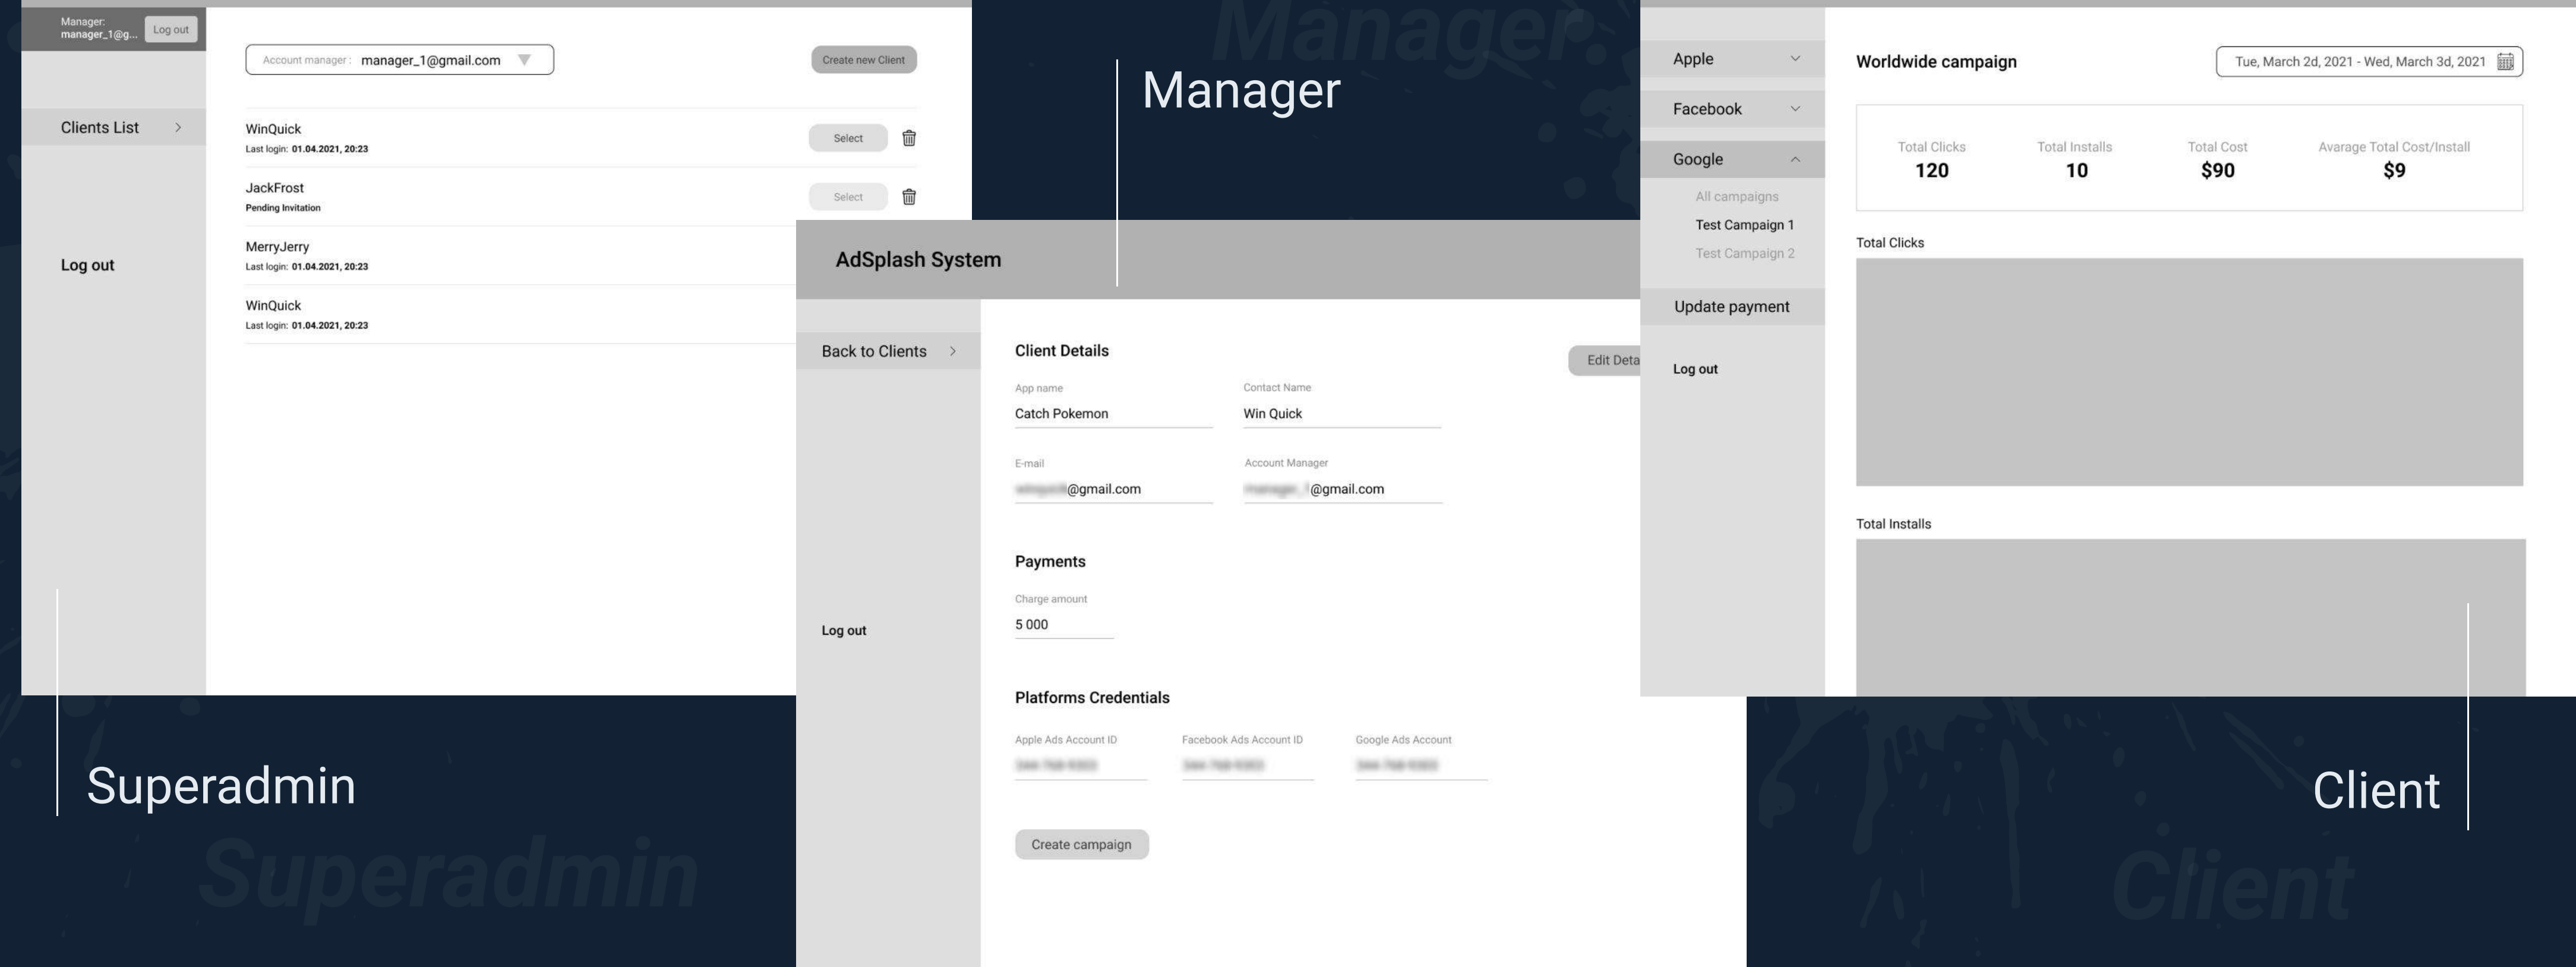 Manager:
manager_1@g...
Log out
Clients List
Log out
Account manager : manager_1@gmail.com
Create new Client
WinQuick
Last login: 01.04.2021, 20:23
Select
JackFrost
Pending Invitation
Select
MerryJerry
Last login: 01.04.2021, 20:23
WinQuick
Last login: 01.04.2021, 20:23
Superadmin
Superadmin
Manager
Manager
AdSplash System
Back to Clients
Log out
Client Details
Edit Deta
App name
Contact Name
Catch Pokemon
Win Quick
E-mail
Account Manager
@gmail.com
@gmail.com
Payments
Charge amount
5 000
Platforms Credentials
Apple Ads Account ID
Facebook Ads Account ID
Google Ads Account
Create campaign
Apple
Facebook
Google
All campaigns
Test Campaign 1
Test Campaign 2
Update payment
Log out
Worldwide campaign
Tue, March 2d, 2021 - Wed, March 3d, 2021
Total Clicks
Total Installs
Total Cost
Avarage Total Cost/Install
120
10
$90
$9
Total Clicks
Total Installs
Client
Client